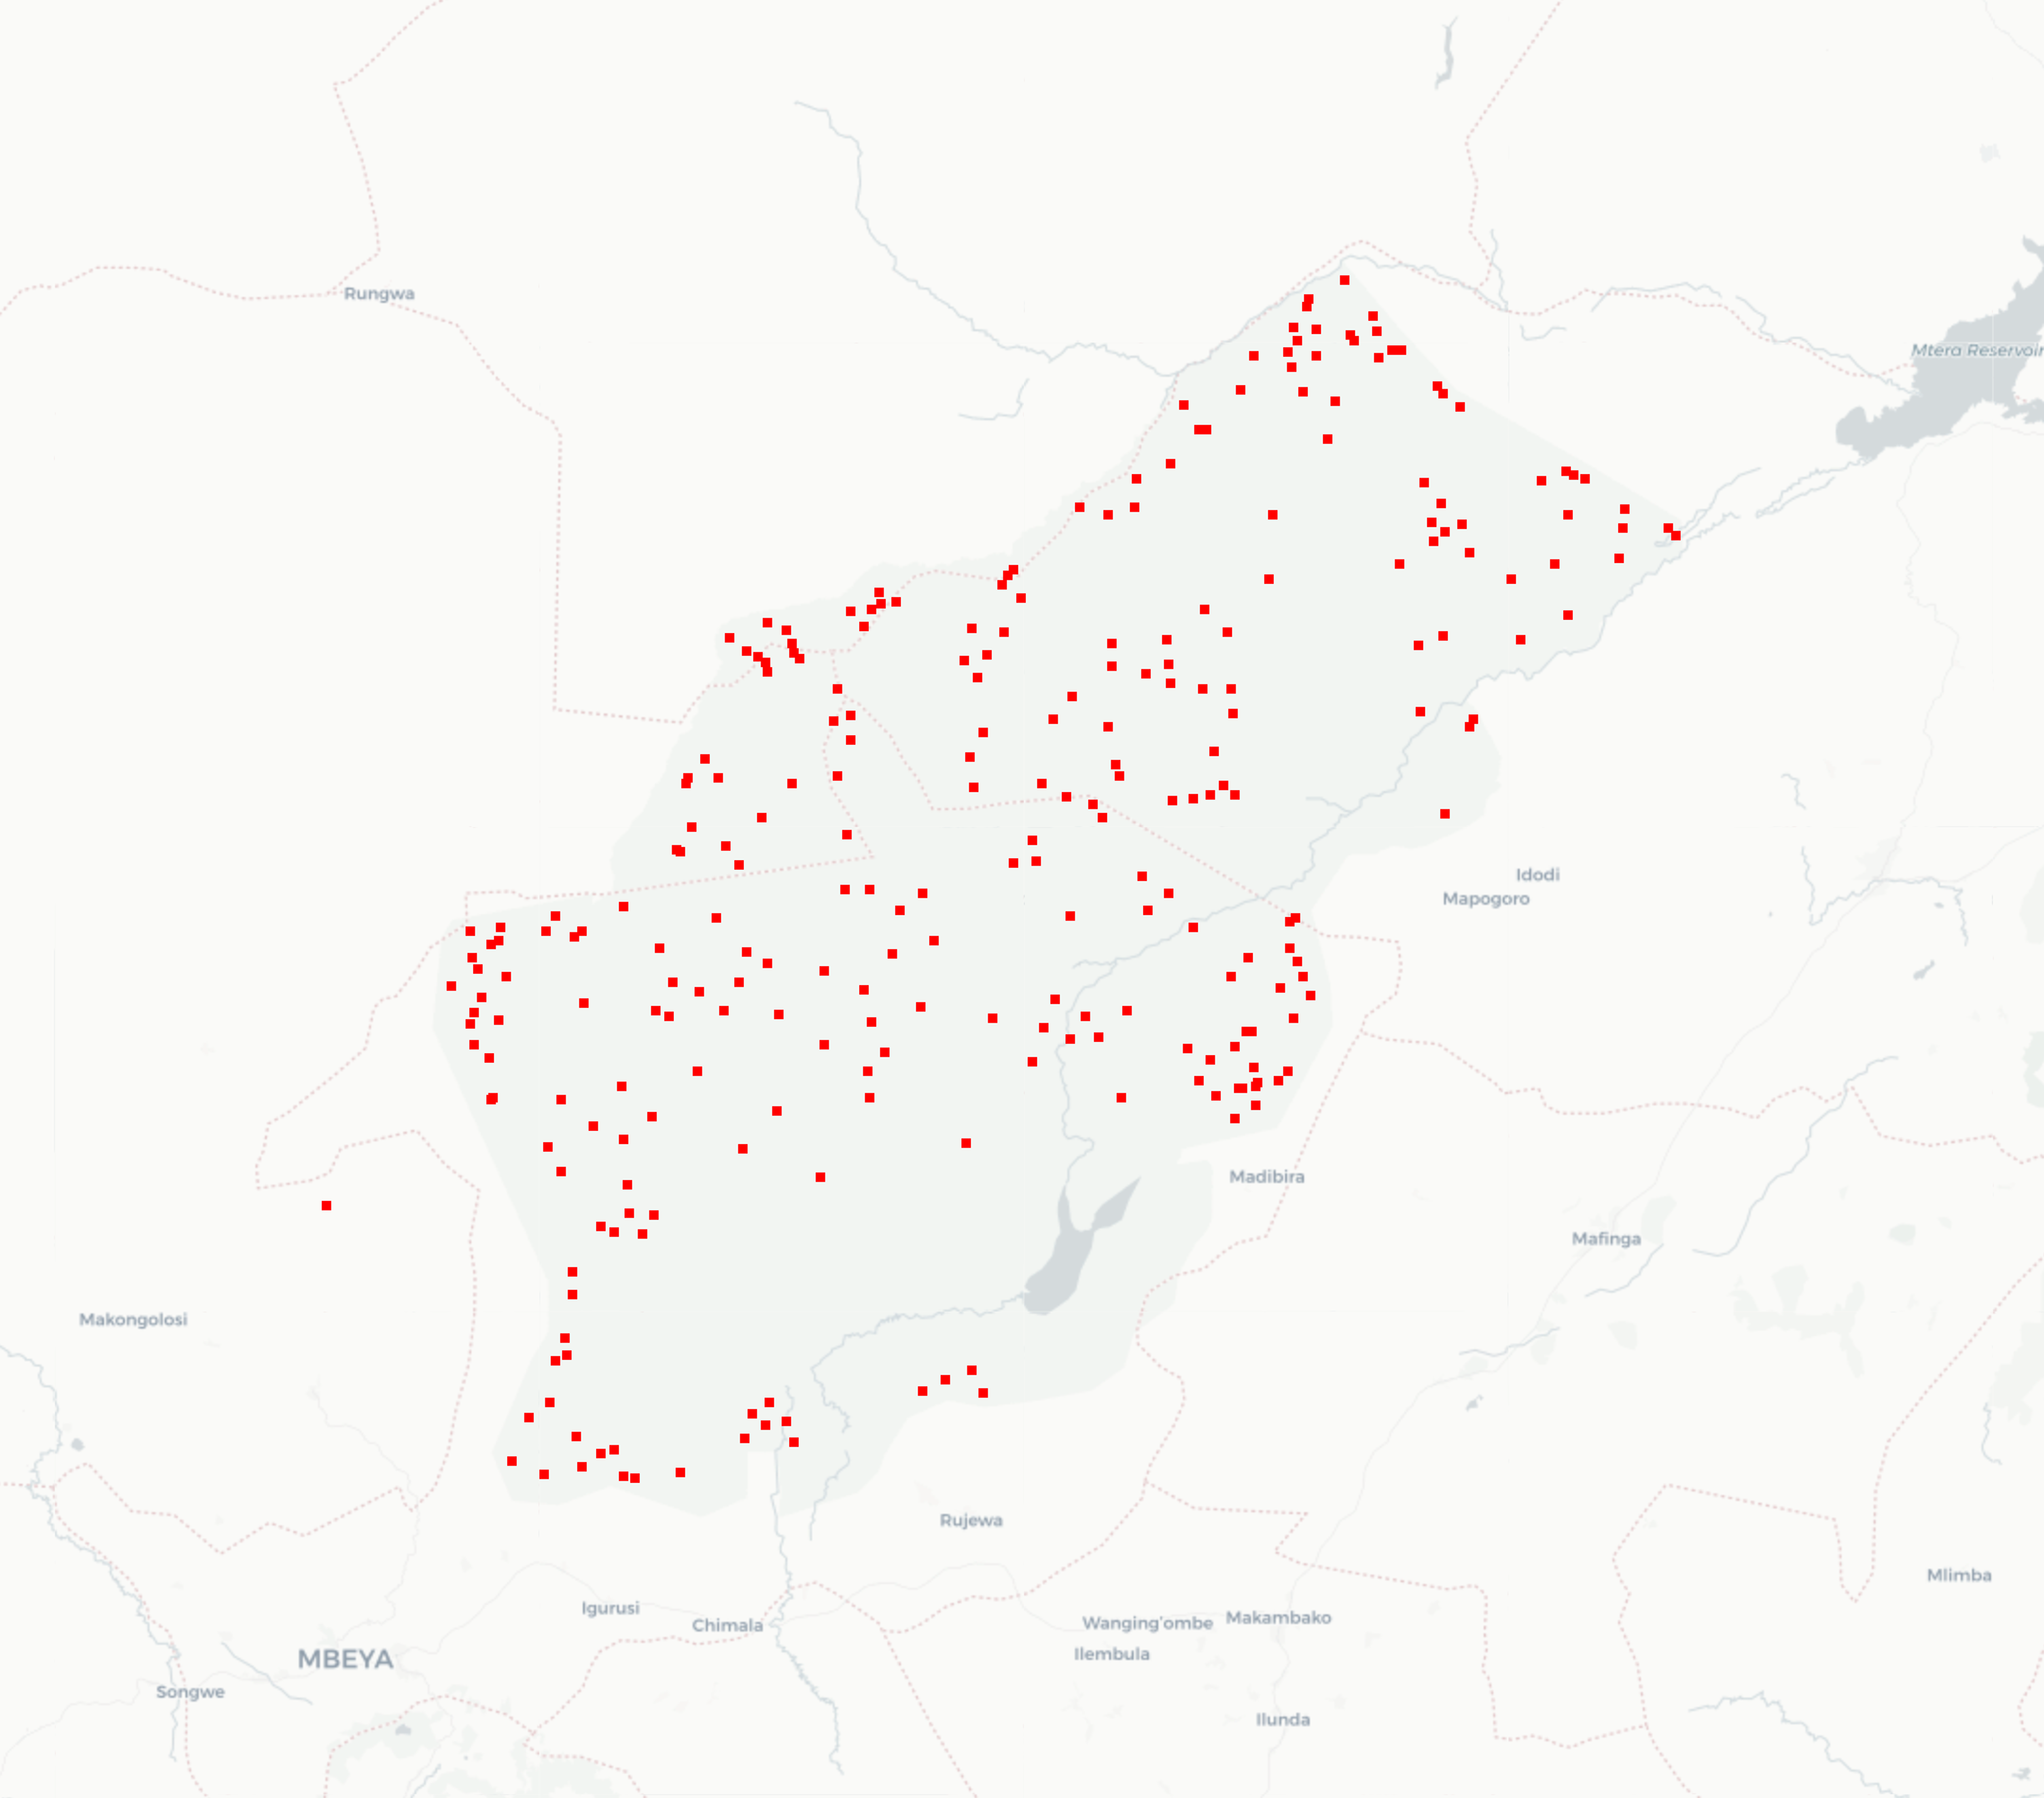 Rungwa
Mtera Reservoir
Idodi
Mapogoro
Madibira
Mafinga
Makongolosi
Rujewa
Mlimba
Igurusi
Chimala
Wanging'ombe
Makambako
Ilembula
MBEYA
Songwe
Ilunda